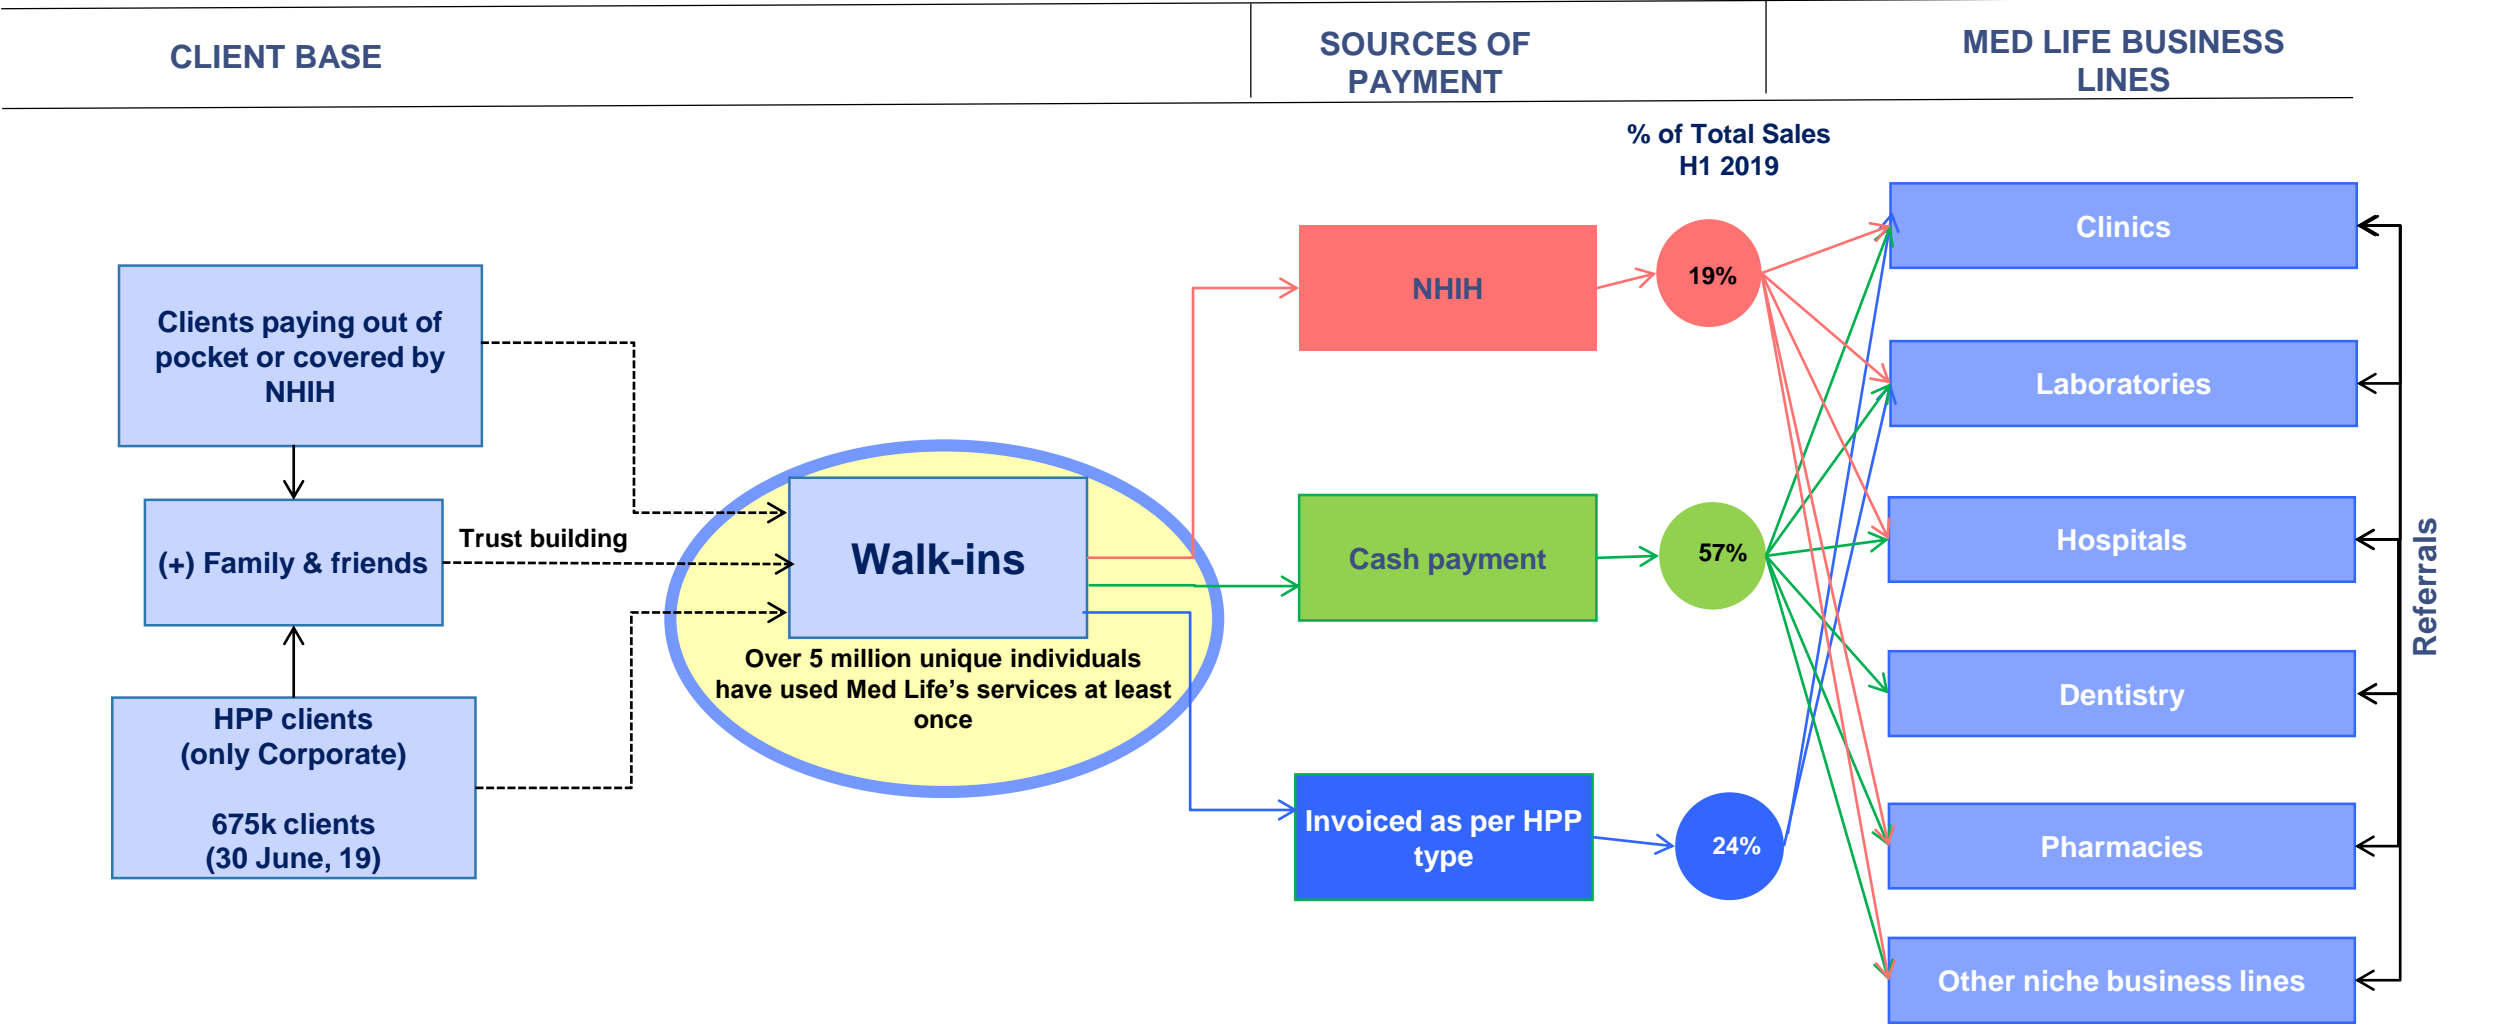 CLIENT BASE
SOURCES OF
PAYMENT
MED LIFE BUSINESS
LINES
% of Total Sales
H1 2019
Clients paying out of
pocket or covered by
NHIH
(+) Family & friends
Trust building
HPP clients
(only Corporate)
675k clients
(30 June, 19)
Walk-ins
Over 5 million unique individuals
have used Med Life’s services at least
once
NHIH
19%
Cash payment
57%
Invoiced as per HPP
type
24%
Clinics
Laboratories
Hospitals
Dentistry
Pharmacies
Other niche business lines
Referrals